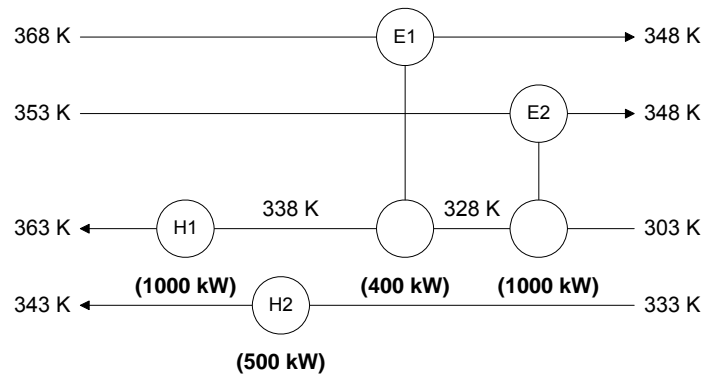 368 K E1 348 K
353 K E2 348 K
338 K 328 K
363 K H1 303 K
(1000 kW) (400 kW) (1000 kW)
343 K H2 333 K
(500 kW)